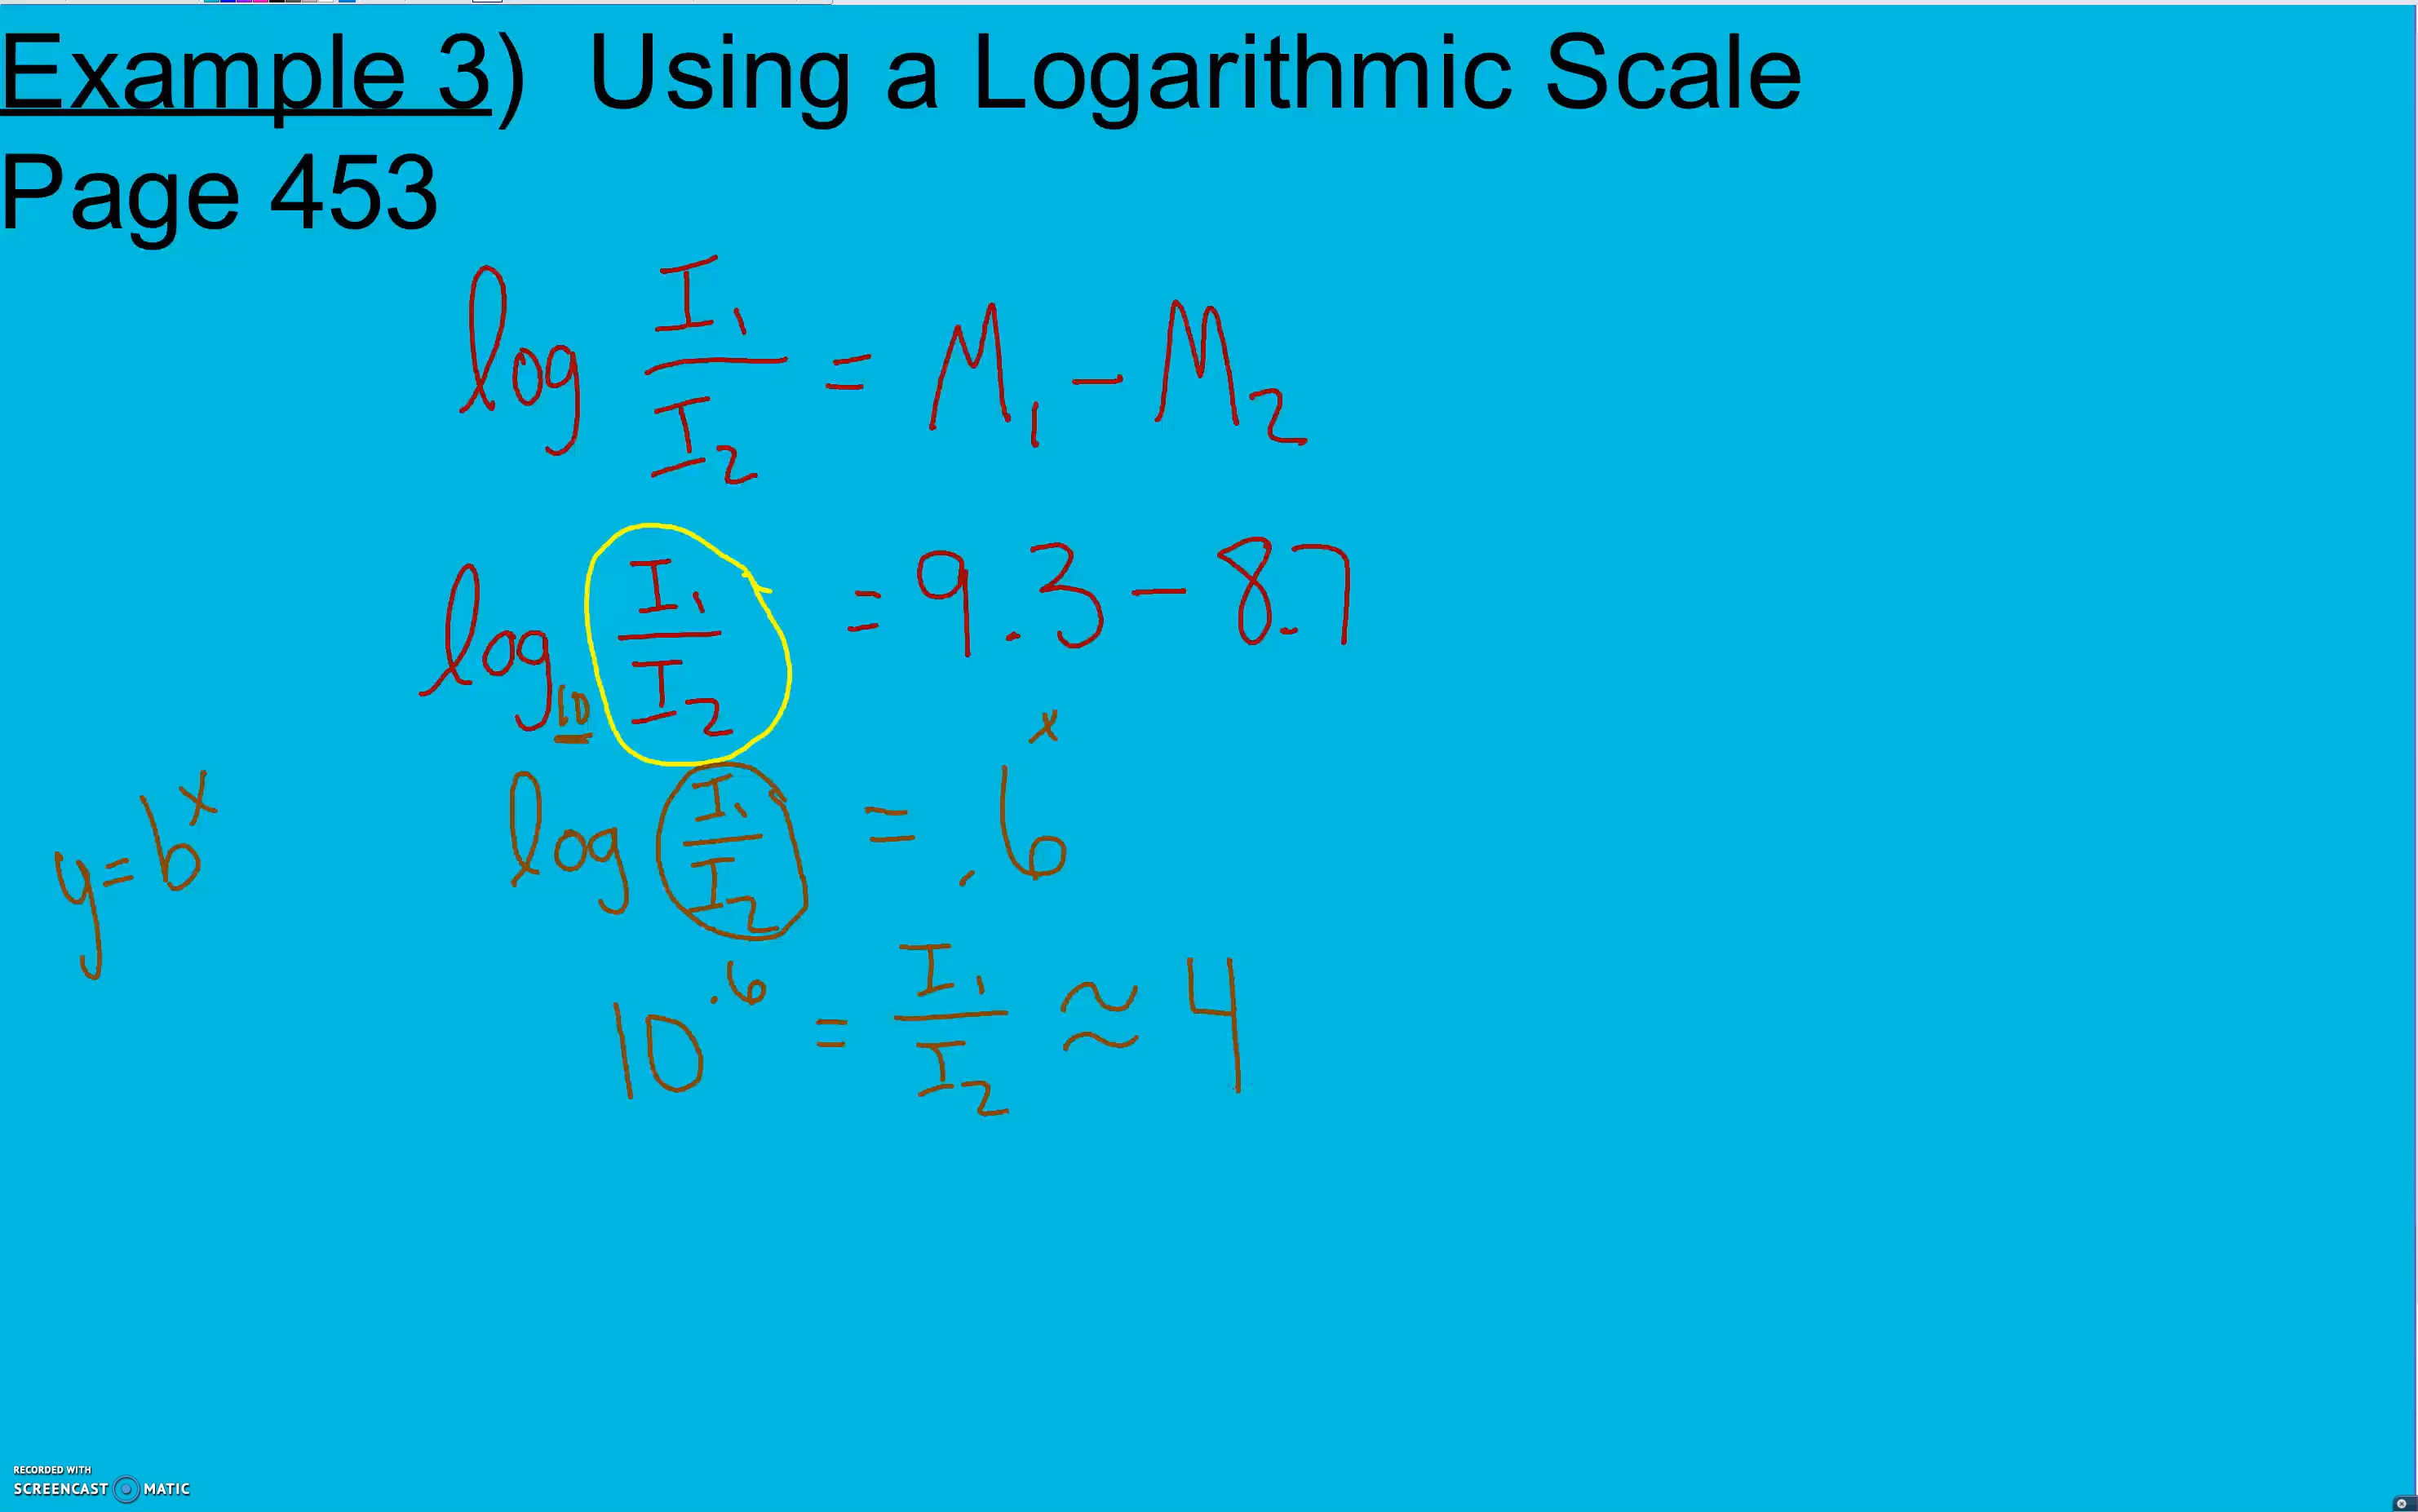 Example 3) Using a Logarithmic Scale
Page 453
log I₁/I₂ = M₁ - M₂
log₁₀ I₁/I₂ = 9.3 - 8.7
x
log I₁/I₂ = .6
y = bˣ
10^.6 = I₁/I₂ ≈ 4
RECORDED WITH
SCREENCAST MATIC